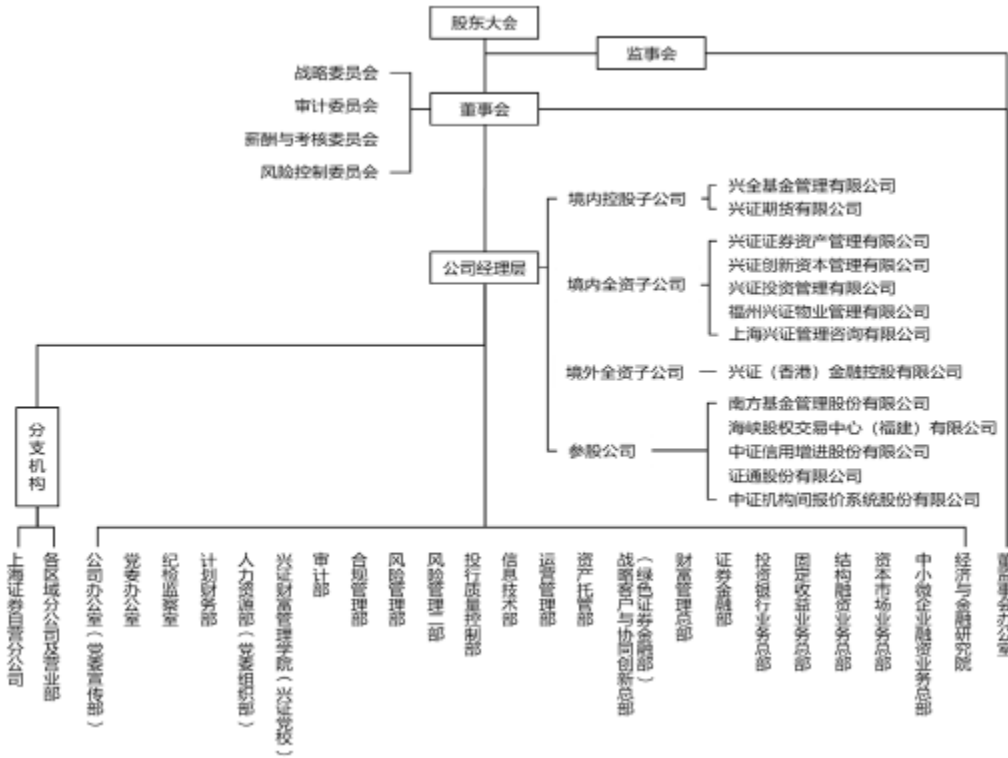 股东大会
监事会
战略委员会
审计委员会
薪酬与考核委员会
风险控制委员会
董事会
公司经理层
境内控股子公司
兴全基金管理有限公司
兴证期货有限公司
境内全资子公司
兴证证券资产管理有限公司
兴证创新资本管理有限公司
兴证投资管理有限公司
福州兴证物业管理有限公司
上海兴证管理咨询有限公司
境外全资子公司
兴证（香港）金融控股有限公司
参股公司
南方基金管理股份有限公司
海峡股权交易中心（福建）有限公司
中证信用增进股份有限公司
证通股份有限公司
中证机构间报价系统股份有限公司
分支机构
上海证券自营分公司
各区域分公司及营业部
公司办公室（党委宣传部）
党委办公室
纪检监察室
计划财务部
人力资源部（党委组织部）
兴证财富管理学院（兴证党校）
审计部
合规管理部
风险管理部
风险管理二部
投行质量控制部
信息技术部
运营管理部
资产托管部
战略客户与协同创新总部
（绿色证券金融部）
财富管理总部
证券金融部
投资银行业务总部
固定收益业务总部
结构融资业务总部
资本市场业务总部
中小微企业融资业务总部
经济与金融研究院